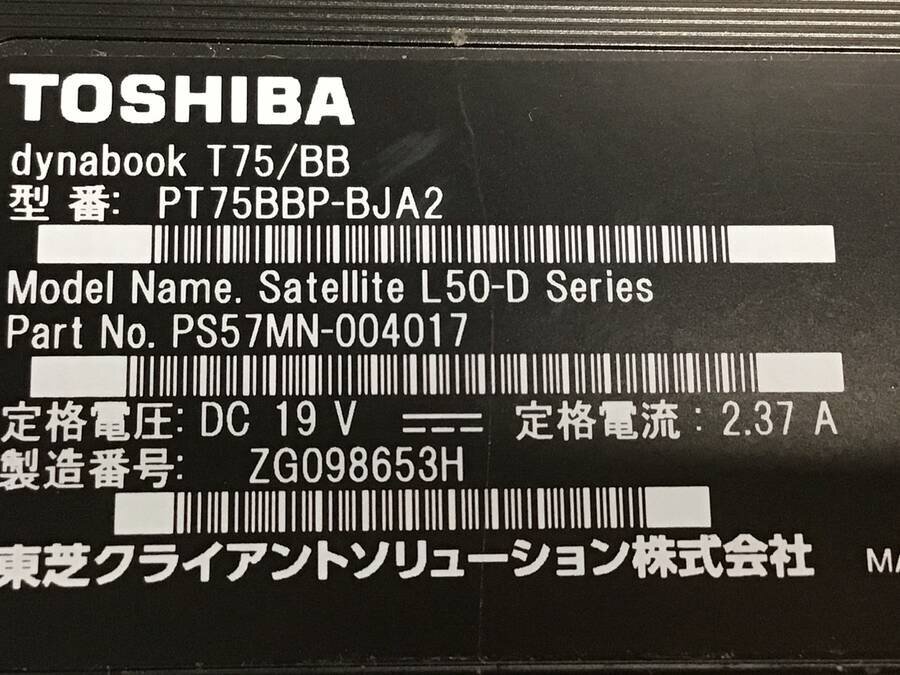 TOSHIBA
dynabook T75/BB
型 番: PT75BBP-BJA2
Model Name. Satellite L50-D Series
Part No. PS57MN-004017
定格電圧: DC 19 V ⎓ 定格電流: 2.37 A
製造番号: ZG098653H
東芝クライアントソリューション株式会社